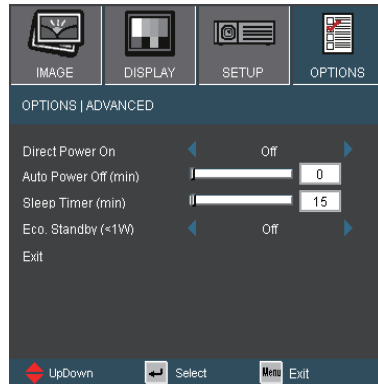 IMAGE DISPLAY SETUP OPTIONS
OPTIONS | ADVANCED
Direct Power On Off
Auto Power Off (min) 0
Sleep Timer (min) 15
Eco. Standby (<1W) Off
Exit
UpDown Select Menu Exit